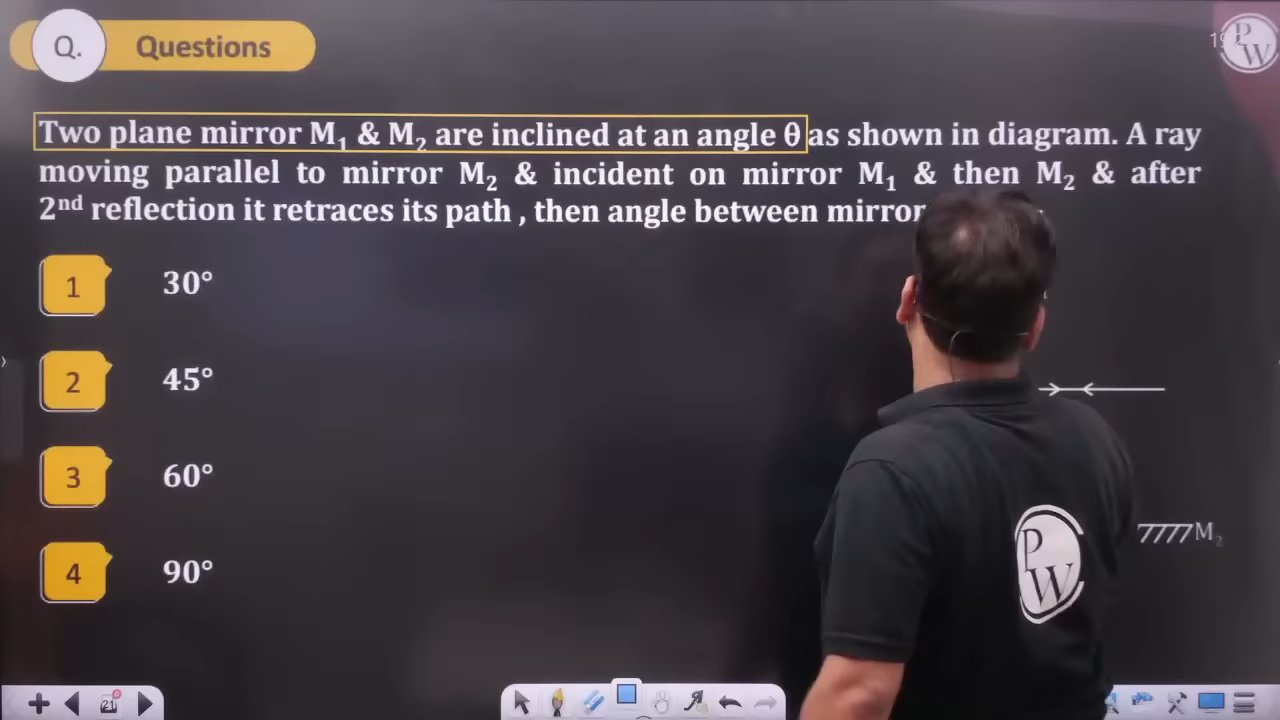 Q. Questions
Two plane mirror M₁ & M₂ are inclined at an angle θ as shown in diagram. A ray
moving parallel to mirror M₂ & incident on mirror M₁ & then M₂ & after
2ⁿᵈ reflection it retraces its path , then angle between mirror
1 30°
2 45°
3 60°
4 90°
M₂
PW
PW
21